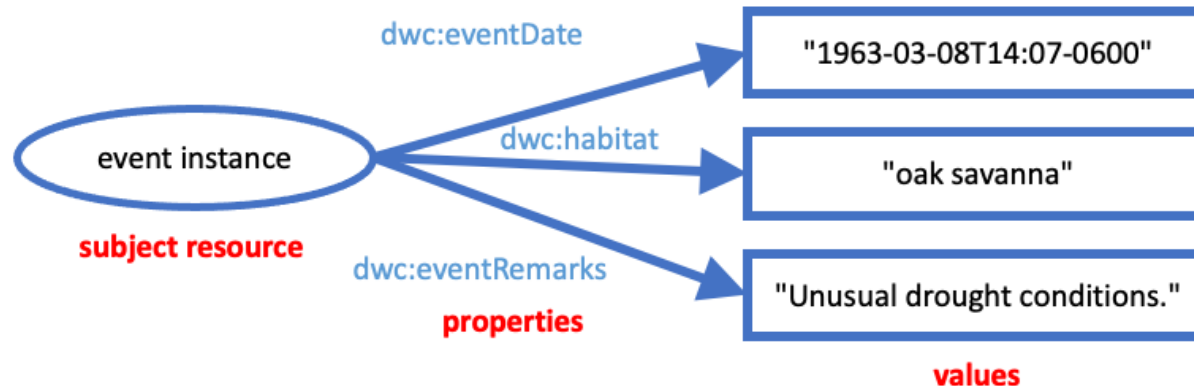 dwc:eventDate
"1963-03-08T14:07-0600"
dwc:habitat
event instance
"oak savanna"
subject resource
dwc:eventRemarks
"Unusual drought conditions."
properties
values